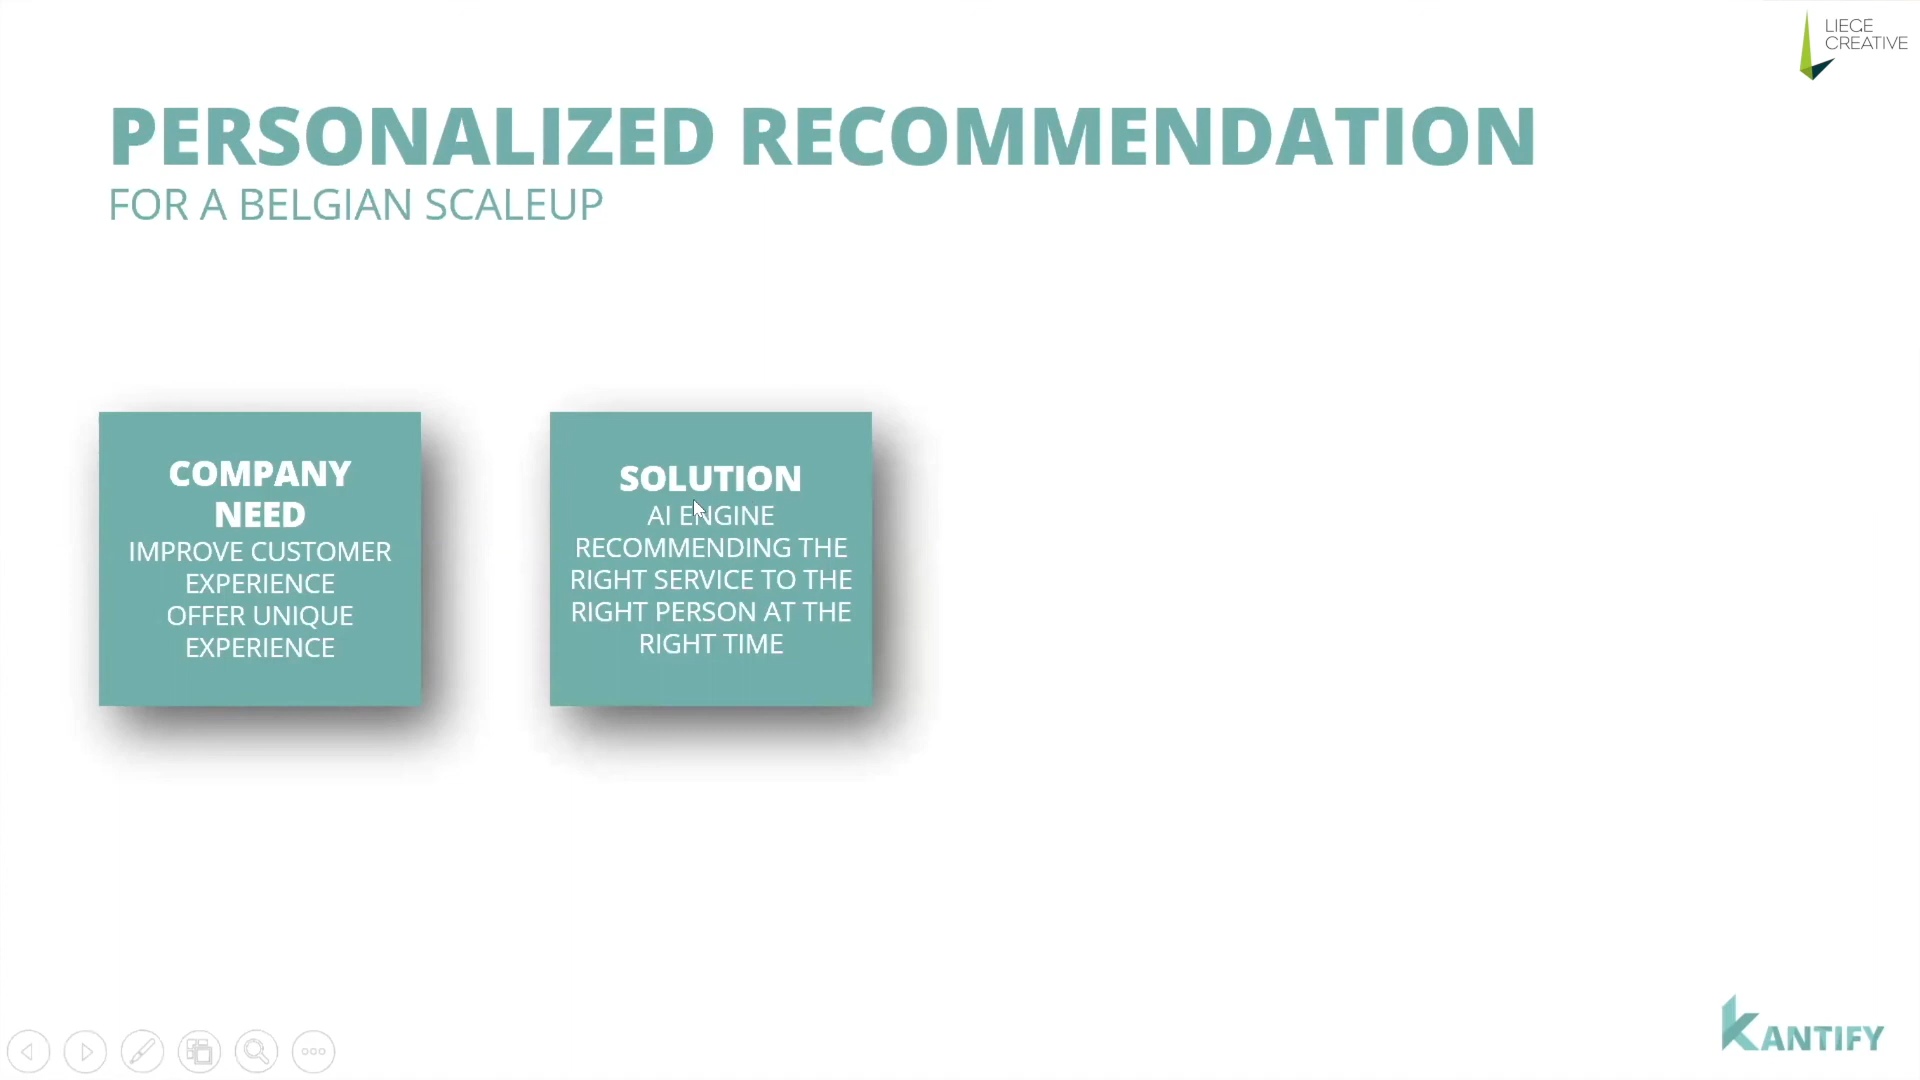 LIEGE
CREATIVE
PERSONALIZED RECOMMENDATION
FOR A BELGIAN SCALEUP
COMPANY
NEED
IMPROVE CUSTOMER
EXPERIENCE
OFFER UNIQUE
EXPERIENCE
SOLUTION
AI ENGINE
RECOMMENDING THE
RIGHT SERVICE TO THE
RIGHT PERSON AT THE
RIGHT TIME
KANTIFY